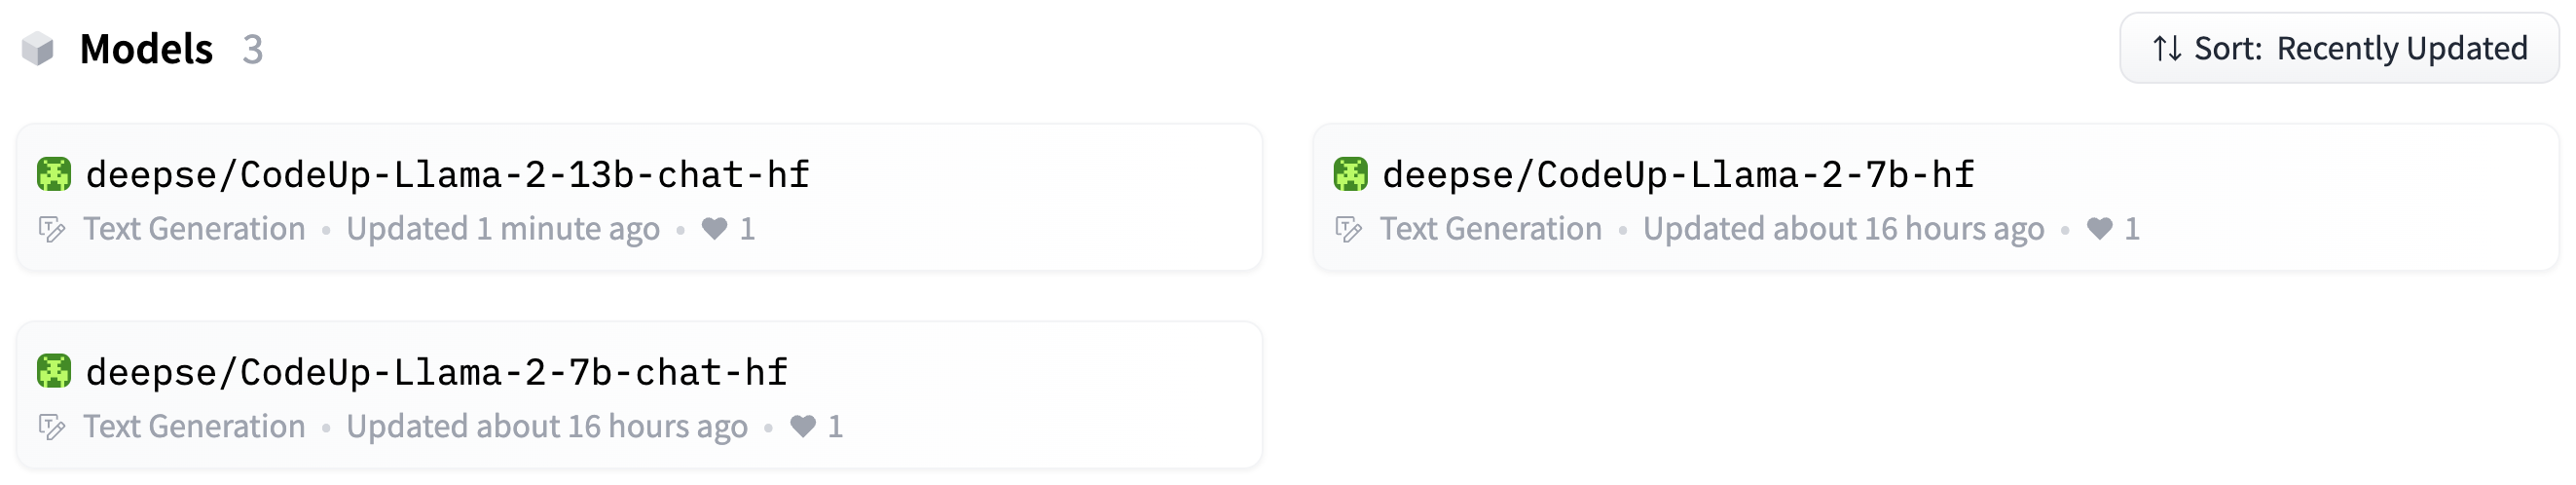 Models 3
Sort: Recently Updated
deepse/CodeUp-Llama-2-13b-chat-hf
Text Generation • Updated 1 minute ago • 1
deepse/CodeUp-Llama-2-7b-hf
Text Generation • Updated about 16 hours ago • 1
deepse/CodeUp-Llama-2-7b-chat-hf
Text Generation • Updated about 16 hours ago • 1